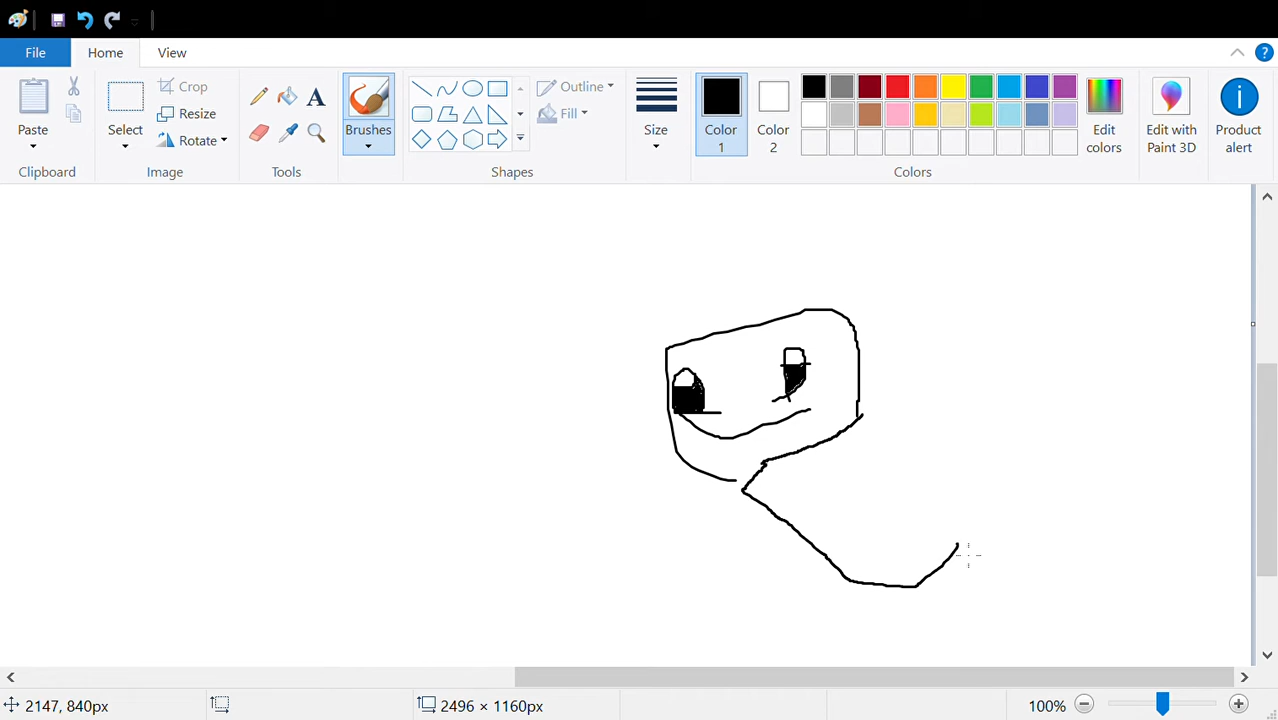 File Home View
Paste
Clipboard
Select
Crop
Resize
Rotate
Image
A
Tools
Brushes
Outline
Fill
Shapes
Size
Color 1
Color 2
Edit colors
Colors
Edit with Paint 3D
Product alert
2147, 840px
2496 × 1160px
100%